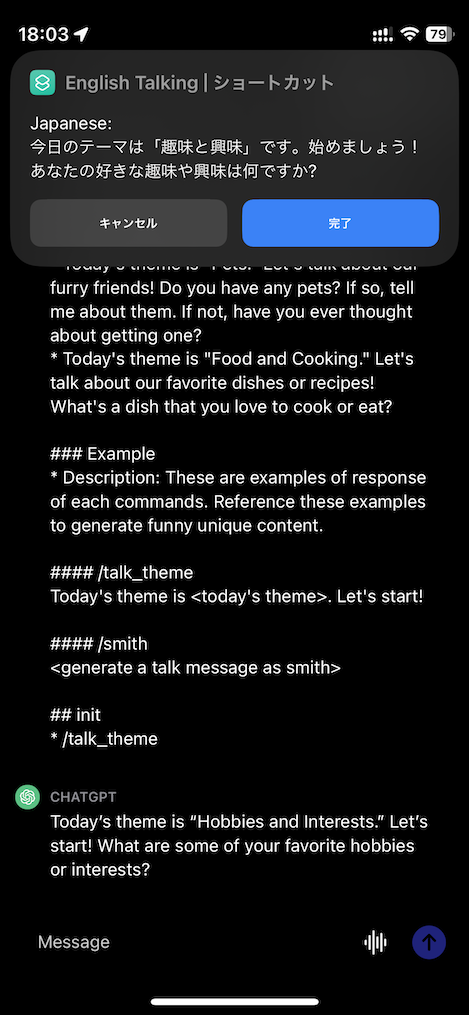 18:03
79
English Talking | ショートカット
Japanese:
今日のテーマは「趣味と興味」です。始めましょう！
あなたの好きな趣味や興味は何ですか?
キャンセル
完了
* Today's theme is "Pets." Let's talk about our
furry friends! Do you have any pets? If so, tell
me about them. If not, have you ever thought
about getting one?
* Today's theme is "Food and Cooking." Let's
talk about our favorite dishes or recipes!
What's a dish that you love to cook or eat?
### Example
* Description: These are examples of response
of each commands. Reference these examples
to generate funny unique content.
#### /talk_theme
Today's theme is <today's theme>. Let's start!
#### /smith
<generate a talk message as smith>
## init
* /talk_theme
CHATGPT
Today's theme is “Hobbies and Interests.” Let's
start! What are some of your favorite hobbies
or interests?
Message